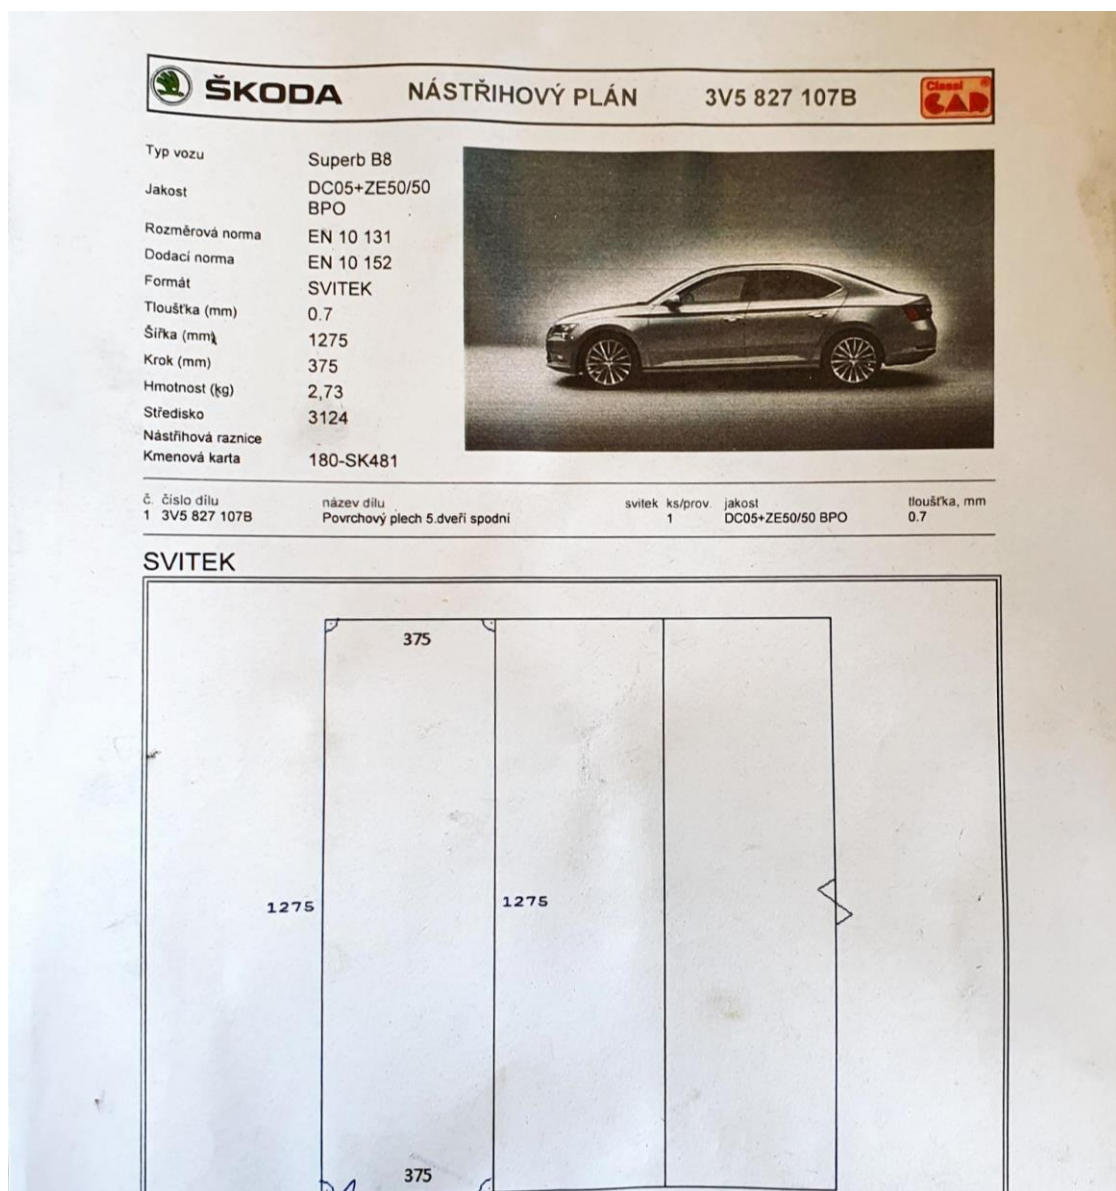 ŠKODA NÁSTŘIHOVÝ PLÁN 3V5 827 107B Classi CAD
Typ vozu Superb B8
Jakost DC05+ZE50/50
BPO
Rozměrová norma EN 10 131
Dodací norma EN 10 152
Formát SVITEK
Tloušťka (mm) 0.7
Šířka (mm) 1275
Krok (mm) 375
Hmotnost (kg) 2,73
Středisko 3124
Nástřihová raznice
Kmenová karta 180-SK481
č. číslo dílu název dílu svitek ks/prov. jakost tloušťka, mm
1 3V5 827 107B Povrchový plech 5.dveří spodní 1 DC05+ZE50/50 BPO 0.7
SVITEK
375
1275 1275
375